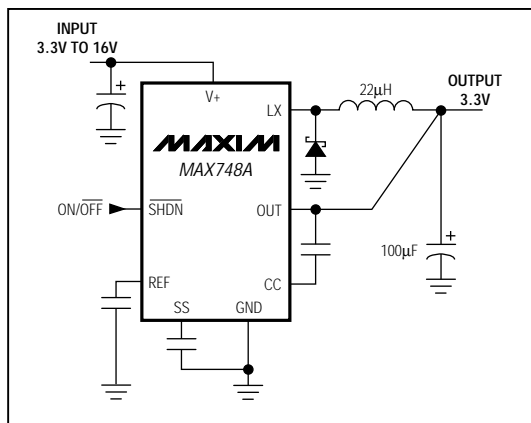 INPUT
3.3V TO 16V
V+
LX
22µH
OUTPUT
3.3V
MAXIM
MAX748A
ON/OFF
SHDN
OUT
100µF
REF
CC
SS
GND
+
+